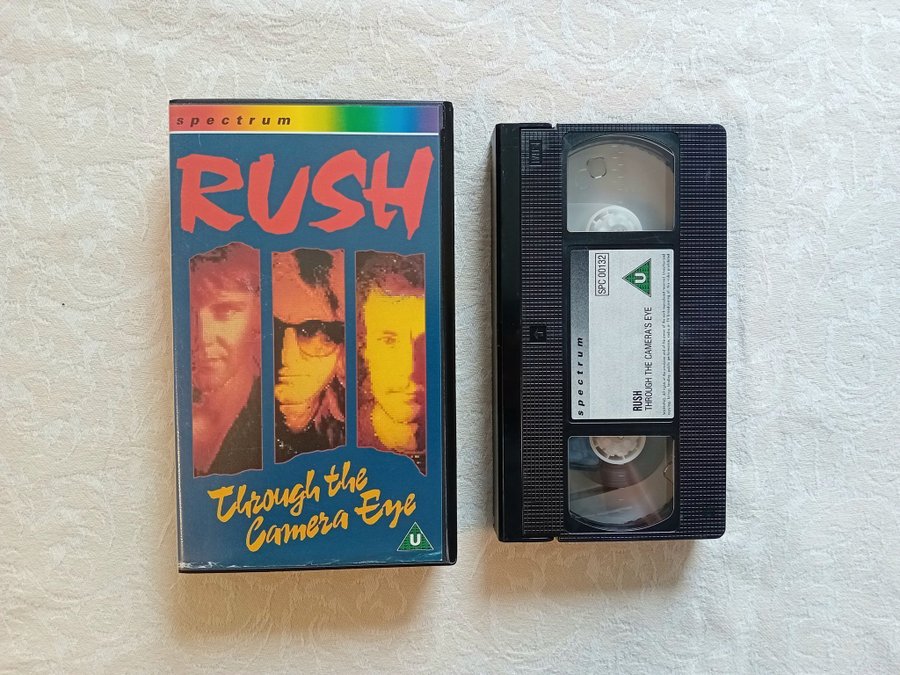 spectrum
RUSH
Through the
Camera Eye
U
SPC 00132
U
spectrum
RUSH
THROUGH THE CAMERA'S EYE